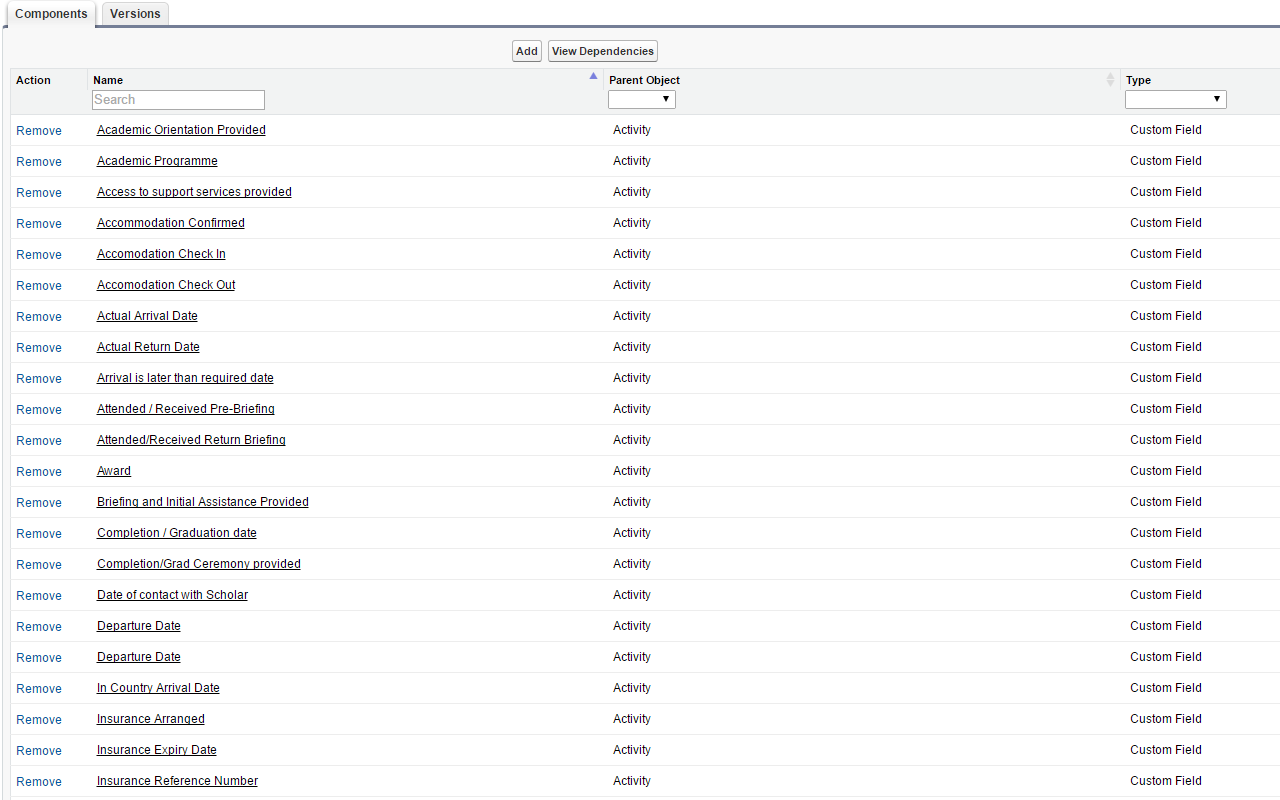 Components Versions
Add View Dependencies
Action Name Parent Object Type
Search
Remove Academic Orientation Provided Activity Custom Field
Remove Academic Programme Activity Custom Field
Remove Access to support services provided Activity Custom Field
Remove Accommodation Confirmed Activity Custom Field
Remove Accomodation Check In Activity Custom Field
Remove Accomodation Check Out Activity Custom Field
Remove Actual Arrival Date Activity Custom Field
Remove Actual Return Date Activity Custom Field
Remove Arrival is later than required date Activity Custom Field
Remove Attended / Received Pre-Briefing Activity Custom Field
Remove Attended/Received Return Briefing Activity Custom Field
Remove Award Activity Custom Field
Remove Briefing and Initial Assistance Provided Activity Custom Field
Remove Completion / Graduation date Activity Custom Field
Remove Completion/Grad Ceremony provided Activity Custom Field
Remove Date of contact with Scholar Activity Custom Field
Remove Departure Date Activity Custom Field
Remove Departure Date Activity Custom Field
Remove In Country Arrival Date Activity Custom Field
Remove Insurance Arranged Activity Custom Field
Remove Insurance Expiry Date Activity Custom Field
Remove Insurance Reference Number Activity Custom Field